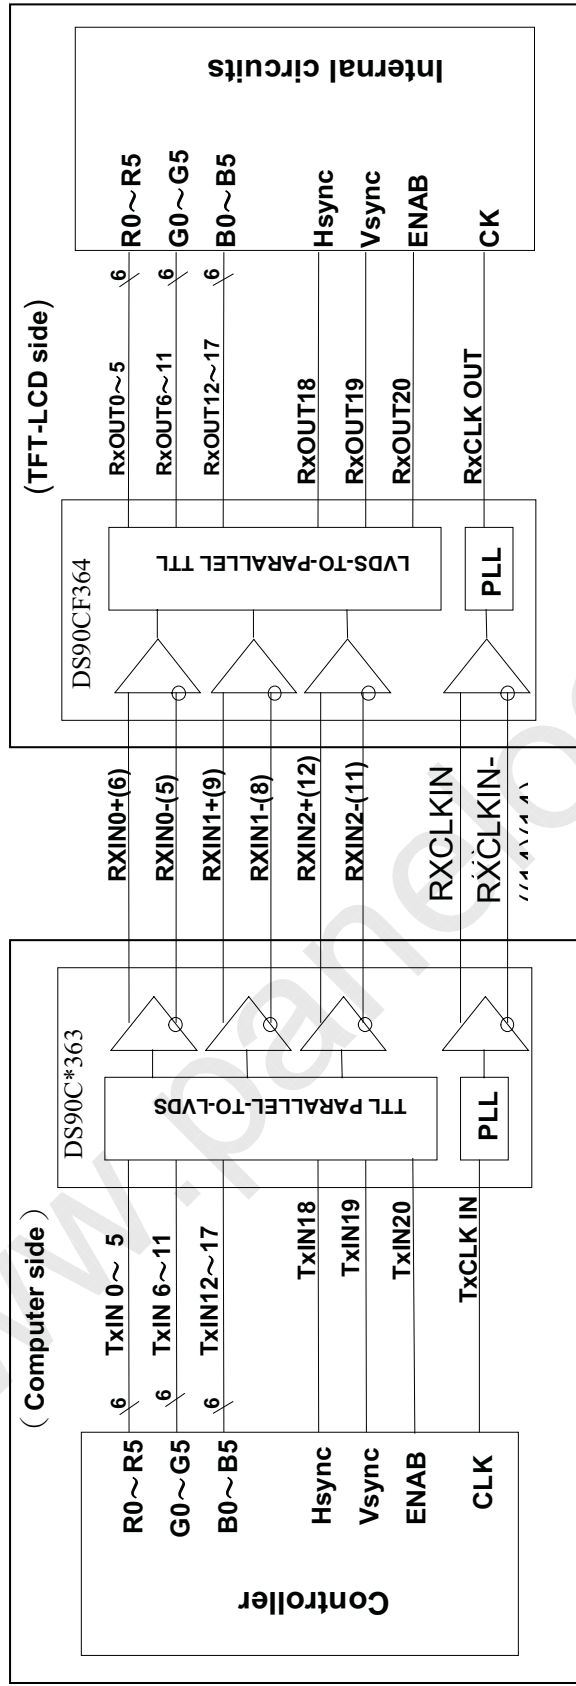 (Computer side)
(TFT-LCD side)
DS90C*363
DS90CF364
Controller
R0～R5
G0～G5
B0～B5
Hsync
Vsync
ENAB
CLK
6
6
6
TxIN 0～ 5
TxIN 6～11
TxIN12～17
TxIN18
TxIN19
TxIN20
TxCLK IN
TTL PARALLEL-TO-LVDS
PLL
RXIN0+(6)
RXIN0-(5)
RXIN1+(9)
RXIN1-(8)
RXIN2+(12)
RXIN2-(11)
RXCLKIN
RXCLKIN-
LVDS-TO-PARALLEL TTL
PLL
RxOUT0～5
RxOUT6～11
RxOUT12～17
RxOUT18
RxOUT19
RxOUT20
RxCLK OUT
6
6
6
R0～R5
G0～G5
B0～B5
Hsync
Vsync
ENAB
CK
Internal circuits